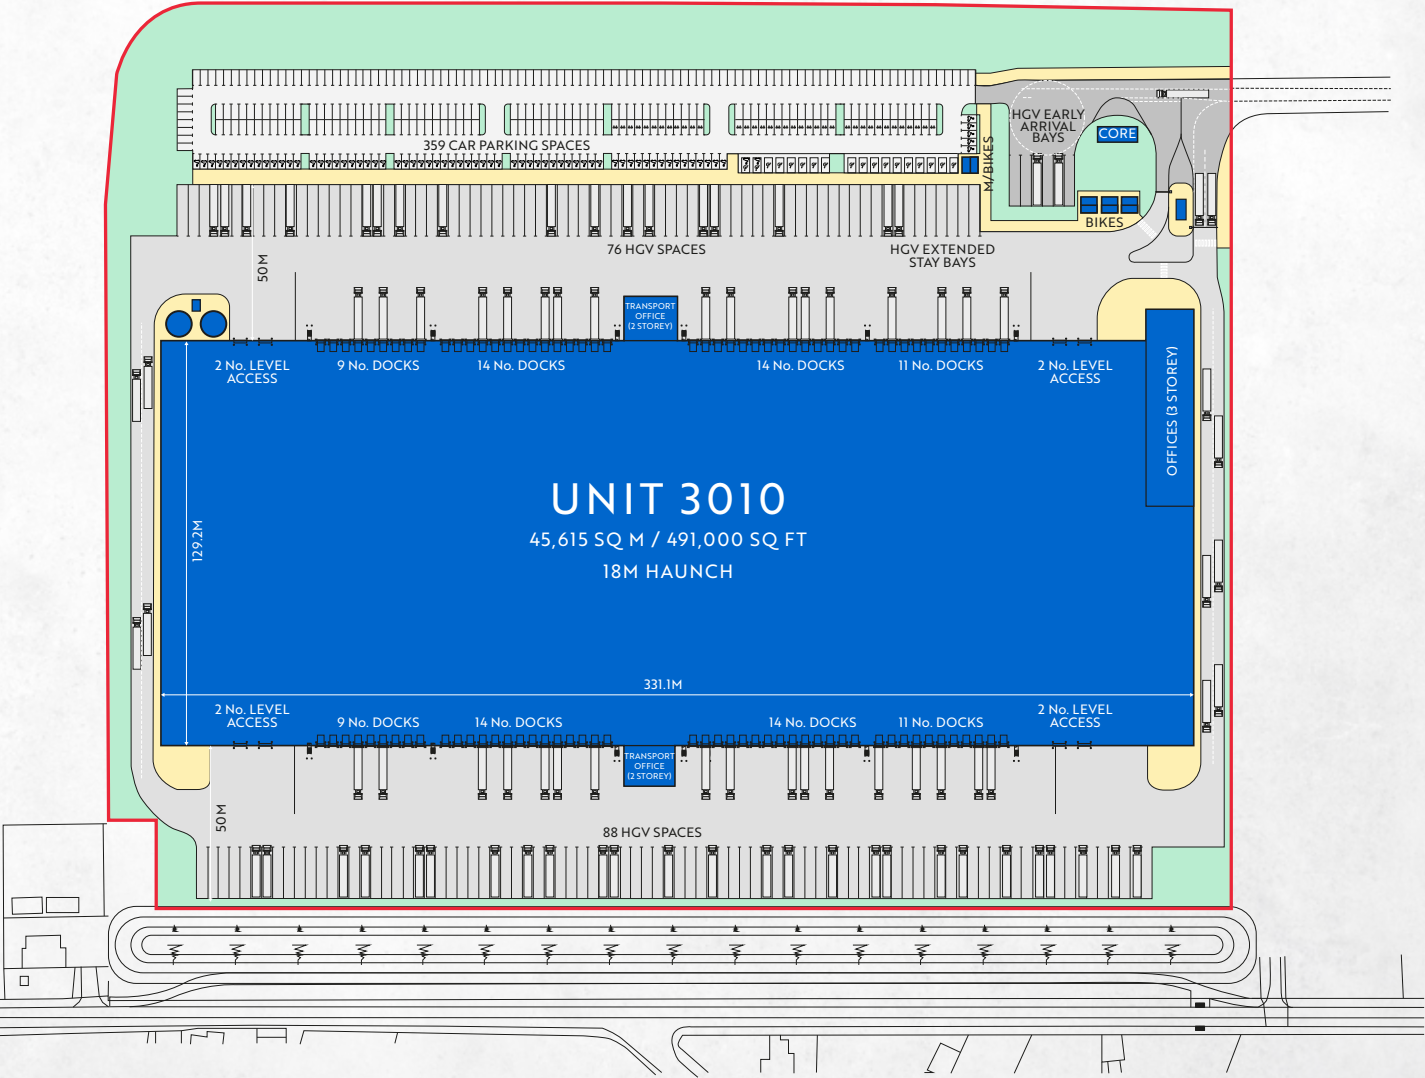 HGV EARLY
ARRIVAL
BAYS
CORE
359 CAR PARKING SPACES
M/BIKES
BIKES
76 HGV SPACES
HGV EXTENDED
STAY BAYS
50M
TRANSPORT
OFFICE
(2 STOREY)
2 No. LEVEL
ACCESS
9 No. DOCKS
14 No. DOCKS
14 No. DOCKS
11 No. DOCKS
2 No. LEVEL
ACCESS
OFFICES (3 STOREY)
UNIT 3010
45,615 SQ M / 491,000 SQ FT
18M HAUNCH
129.2M
331.1M
2 No. LEVEL
ACCESS
9 No. DOCKS
14 No. DOCKS
14 No. DOCKS
11 No. DOCKS
2 No. LEVEL
ACCESS
TRANSPORT
OFFICE
(2 STOREY)
50M
88 HGV SPACES